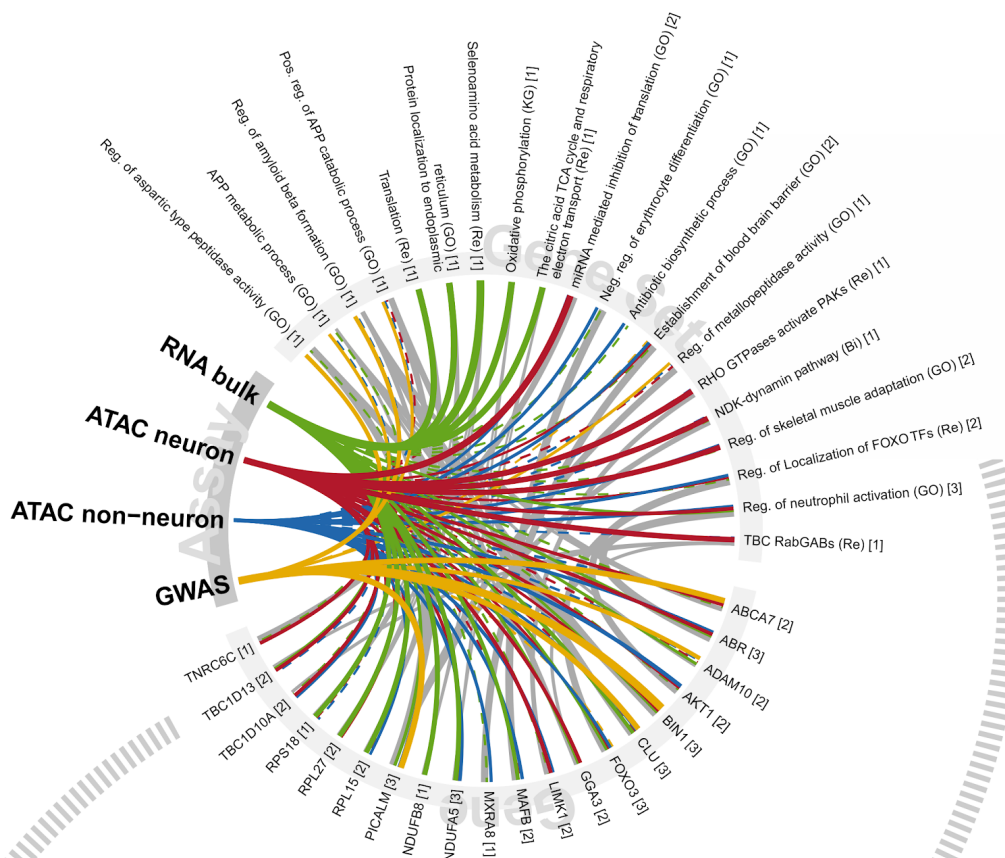 Reg. of aspartic type peptidase activity (GO) [1]
APP metabolic process (GO) [1]
Reg. of amyloid beta formation (GO) [1]
Pos. reg. of APP catabolic process (GO) [1]
Translation (Re) [1]
Protein localization to endoplasmic
reticulum (GO) [1]
Selenoamino acid metabolism (Re) [1]
Oxidative phosphorylation (KG) [1]
The citric acid TCA cycle and respiratory
electron transport (Re) [1]
miRNA mediated inhibition of translation (GO) [2]
Neg. reg. of erythrocyte differentiation (GO) [1]
Antibiotic biosynthetic process (GO) [1]
Establishment of blood brain barrier (GO) [2]
Reg. of metallopeptidase activity (GO) [1]
RHO GTPases activate PAKs (Re) [1]
NDK-dynamin pathway (Bi) [1]
Reg. of skeletal muscle adaptation (GO) [2]
Reg. of Localization of FOXO TFs (Re) [2]
Reg. of neutrophil activation (GO) [3]
TBC RabGABs (Re) [1]
Gene Set
Assay
RNA bulk
ATAC neuron
ATAC non−neuron
GWAS
ABCA7 [2]
ABR [3]
ADAM10 [2]
AKT1 [2]
BIN1 [3]
CLU [3]
FOXO3 [3]
GGA3 [2]
LIMK1 [2]
MAFB [2]
MXRA8 [1]
NDUFA5 [3]
NDUFB8 [1]
PICALM [3]
RPL15 [2]
RPL27 [2]
RPS18 [1]
TBC1D10A [2]
TBC1D13 [2]
TNRC6C [1]
Gene